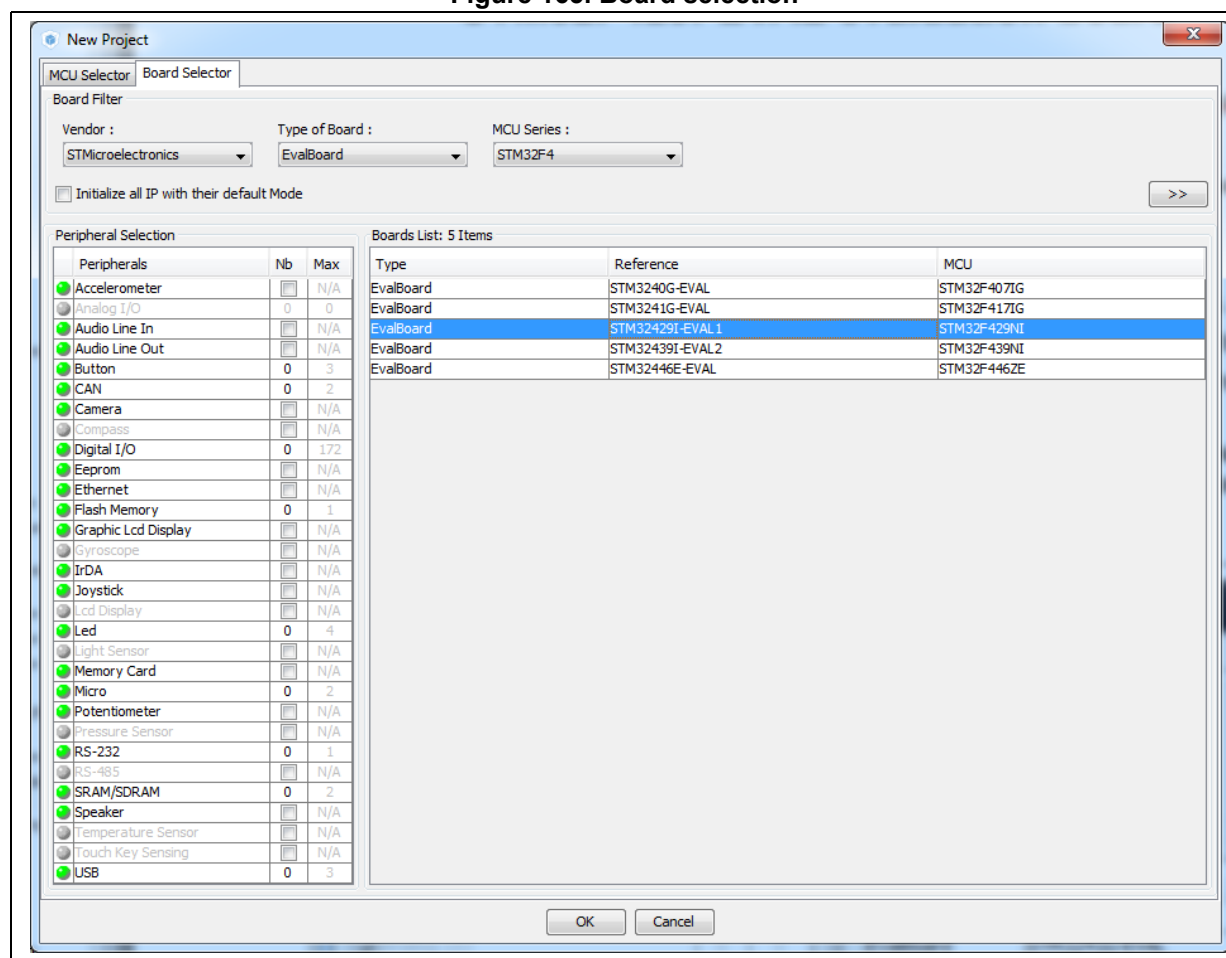 New Project
MCU Selector Board Selector
Board Filter
Vendor : Type of Board : MCU Series :
STMicroelectronics EvalBoard STM32F4
Initialize all IP with their default Mode >>
Peripheral Selection Boards List: 5 Items
Peripherals Nb Max Type Reference MCU
Accelerometer N/A EvalBoard STM3240G-EVAL STM32F407IG
Analog I/O 0 0 EvalBoard STM3241G-EVAL STM32F417IG
Audio Line In N/A EvalBoard STM32429I-EVAL1 STM32F429NI
Audio Line Out N/A EvalBoard STM32439I-EVAL2 STM32F439NI
Button 0 3 EvalBoard STM32446E-EVAL STM32F446ZE
CAN 0 2
Camera N/A
Compass N/A
Digital I/O 0 172
Eeprom N/A
Ethernet N/A
Flash Memory 0 1
Graphic Lcd Display N/A
Gyroscope N/A
IrDA N/A
Joystick N/A
Lcd Display N/A
Led 0 4
Light Sensor N/A
Memory Card N/A
Micro 0 2
Potentiometer N/A
Pressure Sensor N/A
RS-232 0 1
RS-485 N/A
SRAM/SDRAM 0 2
Speaker N/A
Temperature Sensor N/A
Touch Key Sensing N/A
USB 0 3
OK Cancel